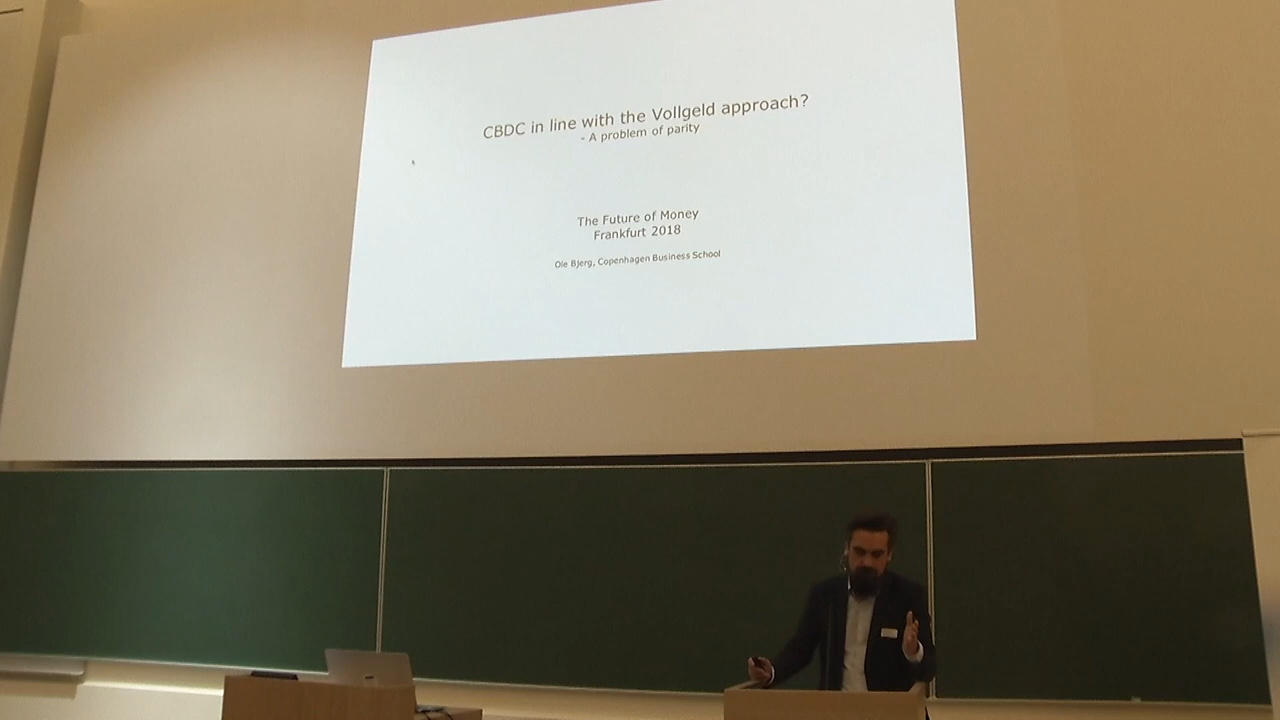 CBDC in line with the Vollgeld approach?
- A problem of parity
The Future of Money
Frankfurt 2018
Ole Bjerg, Copenhagen Business School